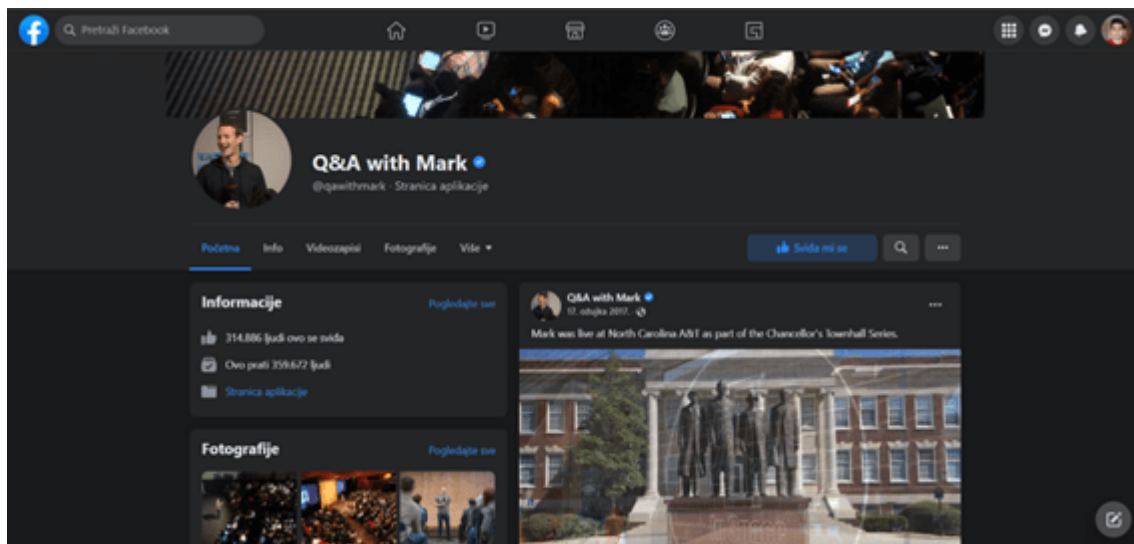 Pretraži Facebook
Q&A with Mark
@qawithmark · Stranica aplikacije
Početna
Info
Videozapisi
Fotografije
Više
Sviđa mi se
Informacije
Pogledajte sve
314.886 ljudi ovo se sviđa
Ovo prati 359.672 ljudi
Stranica aplikacije
Fotografije
Pogledajte sve
Q&A with Mark
17. ožujka 2017. ·
Mark was live at North Carolina A&T as part of the Chancellor's Townhall Series.